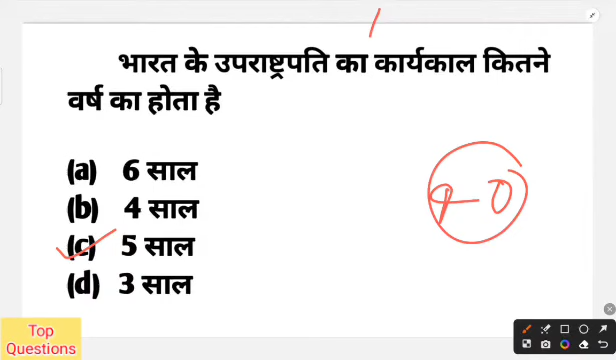 भारत के उपराष्ट्रपति का कार्यकाल कितने
वर्ष का होता है
(a) 6 साल
(b) 4 साल
(c) 5 साल
(d) 3 साल
Top
Questions